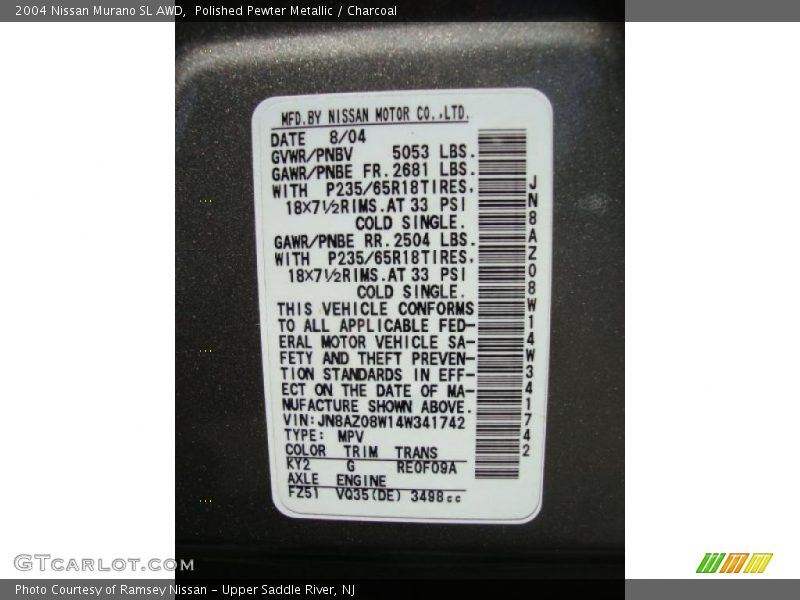 2004 Nissan Murano SL AWD, Polished Pewter Metallic / Charcoal
MFD.BY NISSAN MOTOR CO.,LTD.
DATE 8/04
GVWR/PNBV 5053 LBS.
GAWR/PNBE FR.2681 LBS.
WITH P235/65R18TIRES,
18X7½RIMS.AT 33 PSI
COLD SINGLE.
GAWR/PNBE RR.2504 LBS.
WITH P235/65R18TIRES,
18X7½RIMS.AT 33 PSI
COLD SINGLE.
THIS VEHICLE CONFORMS
TO ALL APPLICABLE FED-
ERAL MOTOR VEHICLE SA-
FETY AND THEFT PREVEN-
TION STANDARDS IN EFF-
ECT ON THE DATE OF MA-
NUFACTURE SHOWN ABOVE.
VIN:JN8AZ08W14W341742
TYPE: MPV
COLOR TRIM TRANS
KY2 G RE0F09A
AXLE ENGINE
FZ51 VQ35(DE) 3498cc
JN8AZ08W14W341742
GTcarlot.com
Photo Courtesy of Ramsey Nissan - Upper Saddle River, NJ